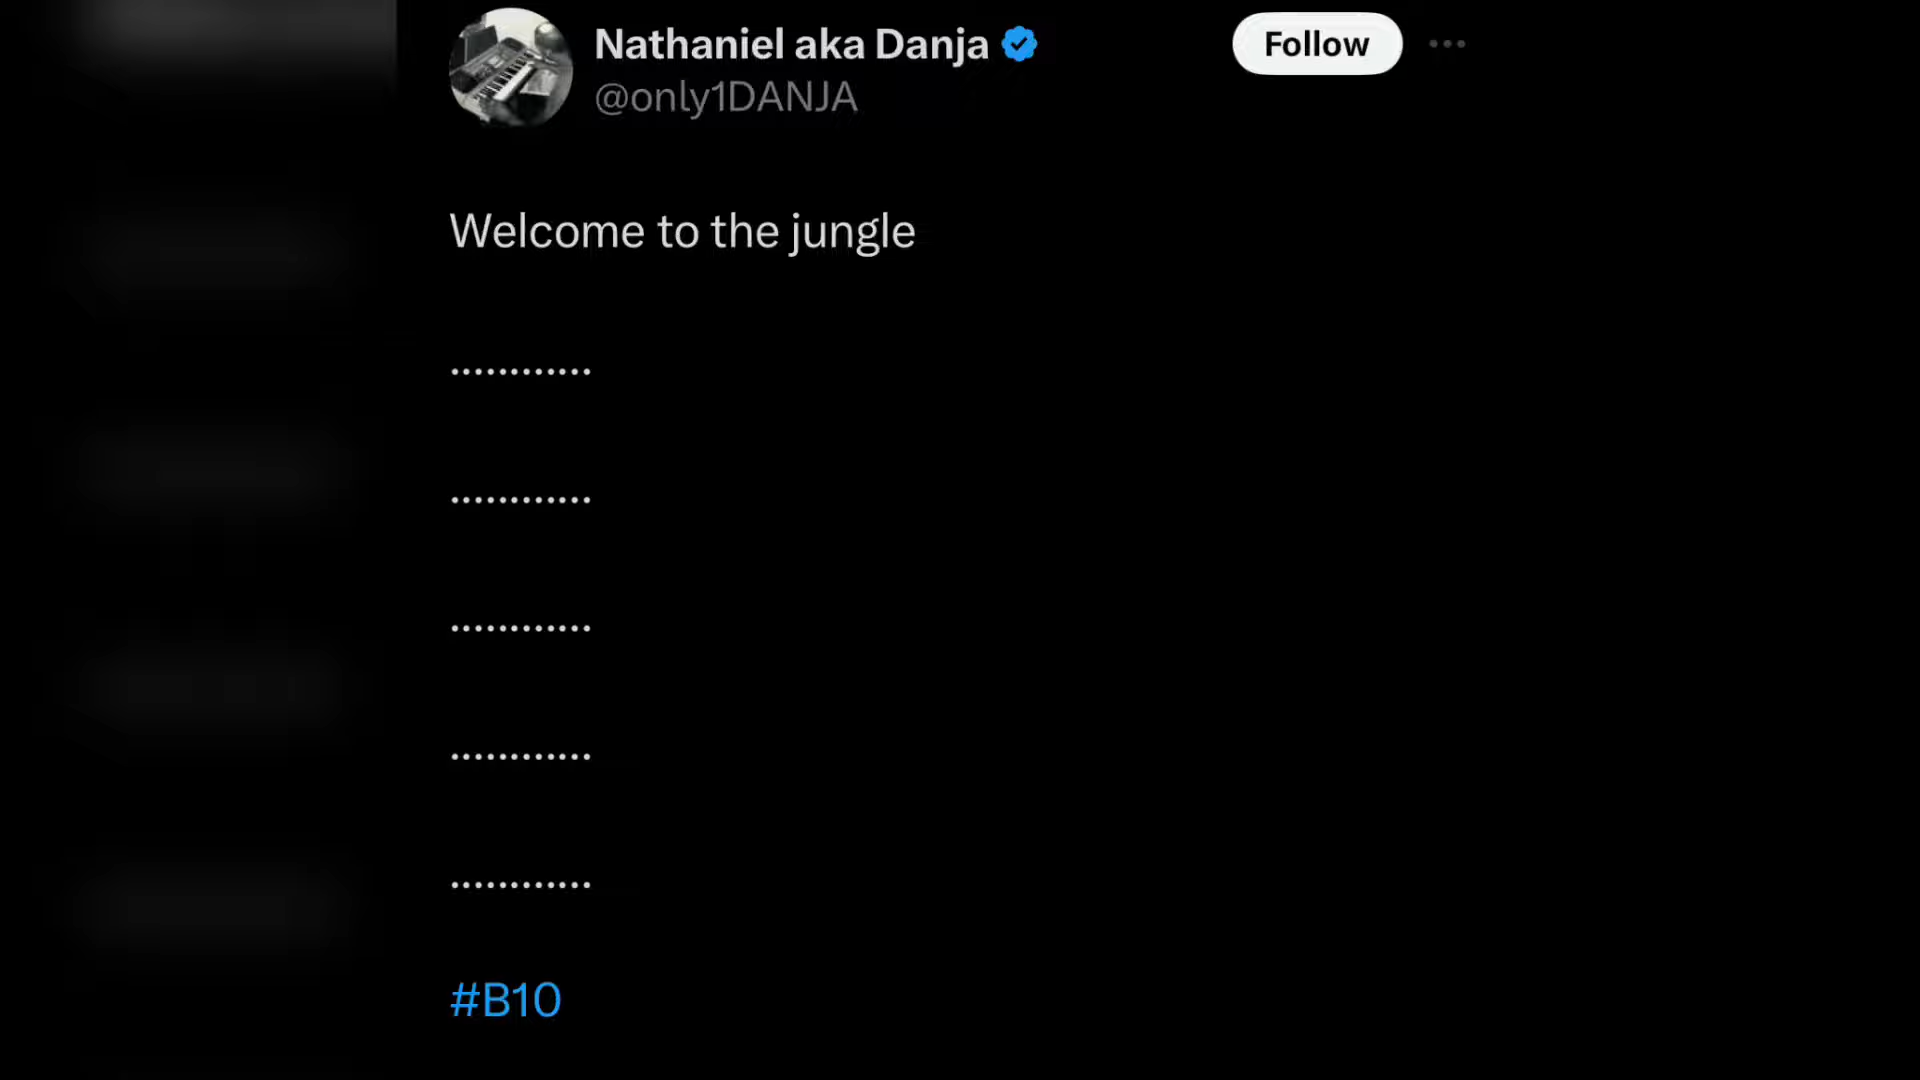 Nathaniel aka Danja
Follow
@only1DANJA
Welcome to the jungle
............
............
............
............
............
#B10